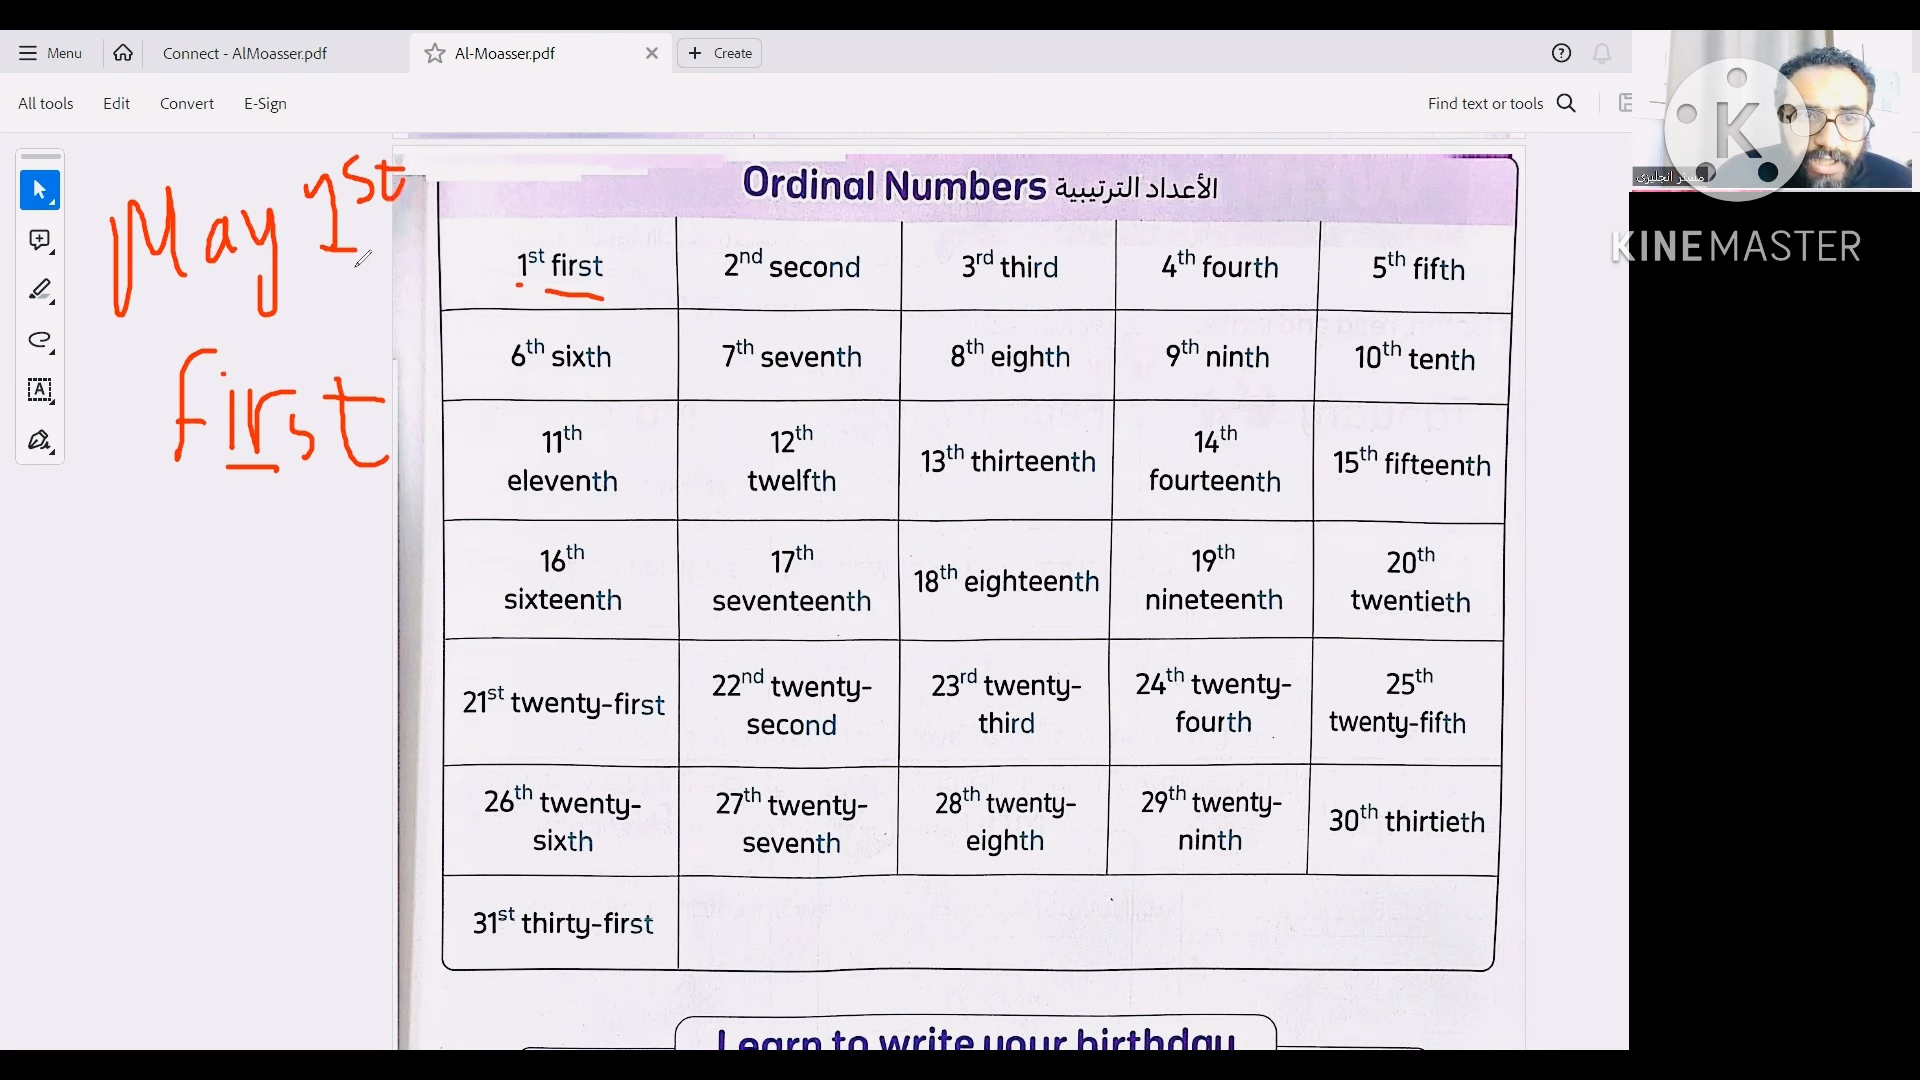 Menu
Connect - AlMoasser.pdf
Al-Moasser.pdf
Create
All tools
Edit
Convert
E-Sign
Find text or tools
K
مستر انجليزي
KINEMASTER
May 1st
first
Ordinal Numbers الأعداد الترتيبية
1st first
2nd second
3rd third
4th fourth
5th fifth
6th sixth
7th seventh
8th eighth
9th ninth
10th tenth
11th
eleventh
12th
twelfth
13th thirteenth
14th
fourteenth
15th fifteenth
16th
sixteenth
17th
seventeenth
18th eighteenth
19th
nineteenth
20th
twentieth
21st twenty-first
22nd twenty-
second
23rd twenty-
third
24th twenty-
fourth
25th
twenty-fifth
26th twenty-
sixth
27th twenty-
seventh
28th twenty-
eighth
29th twenty-
ninth
30th thirtieth
31st thirty-first
Learn to write your birthday